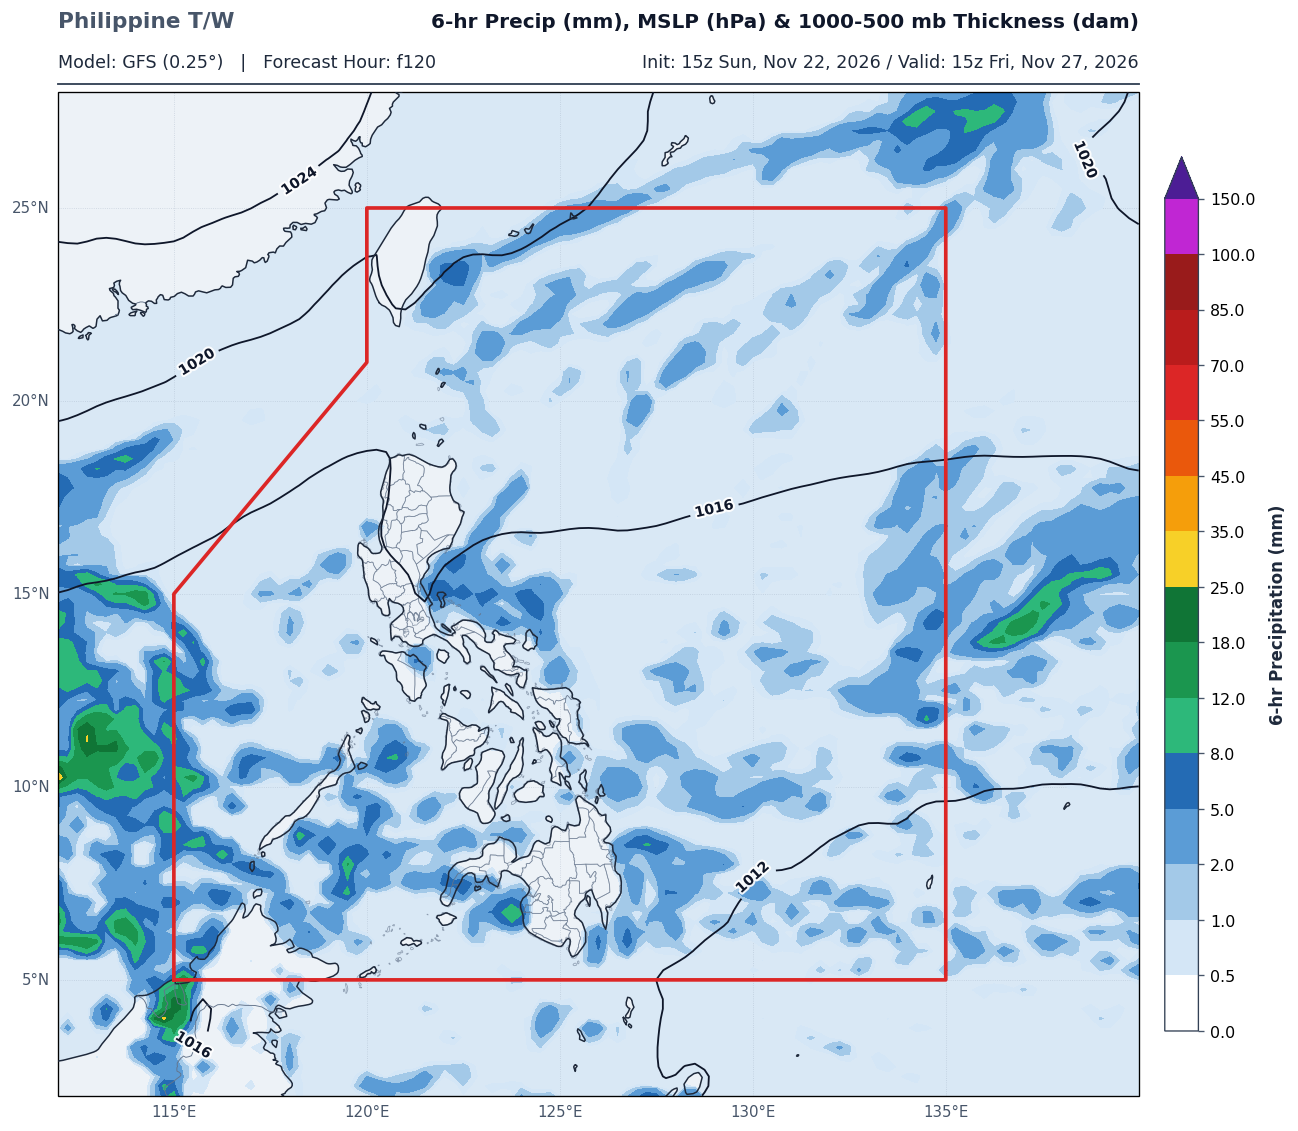 Philippine T/W
6-hr Precip (mm), MSLP (hPa) & 1000-500 mb Thickness (dam)
Model: GFS (0.25°) | Forecast Hour: f120
Init: 15z Sun, Nov 22, 2026 / Valid: 15z Fri, Nov 27, 2026
1024
1020
1020
1016
1012
1016
25°N
20°N
15°N
10°N
5°N
115°E
120°E
125°E
130°E
135°E
150.0
100.0
85.0
70.0
55.0
45.0
35.0
25.0
18.0
12.0
8.0
5.0
2.0
1.0
0.5
0.0
6-hr Precipitation (mm)